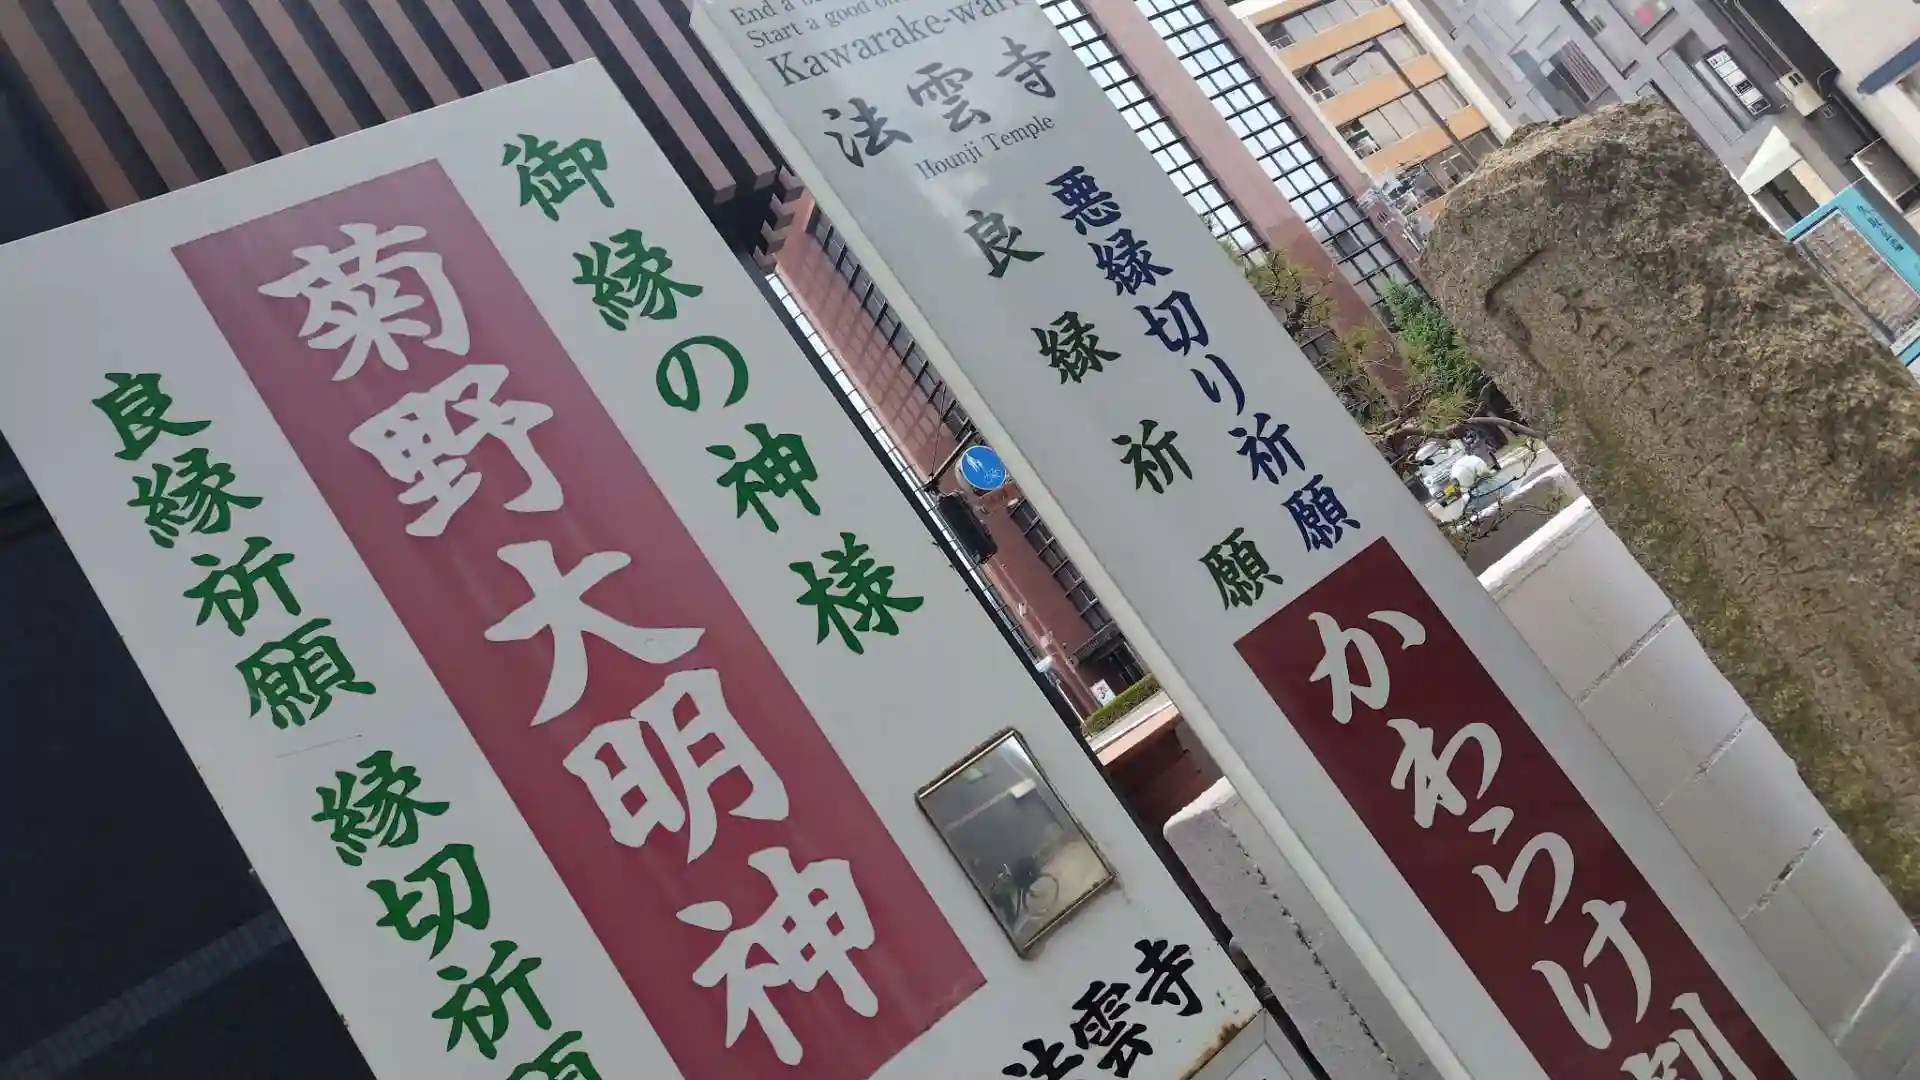 御縁の神様
菊野大明神
良縁祈願 縁切祈願
法雲寺
End a
Start a good
Kawarake-wari
法雲寺
Hounji Temple
悪縁切り祈願
良縁祈願
かわらけ割